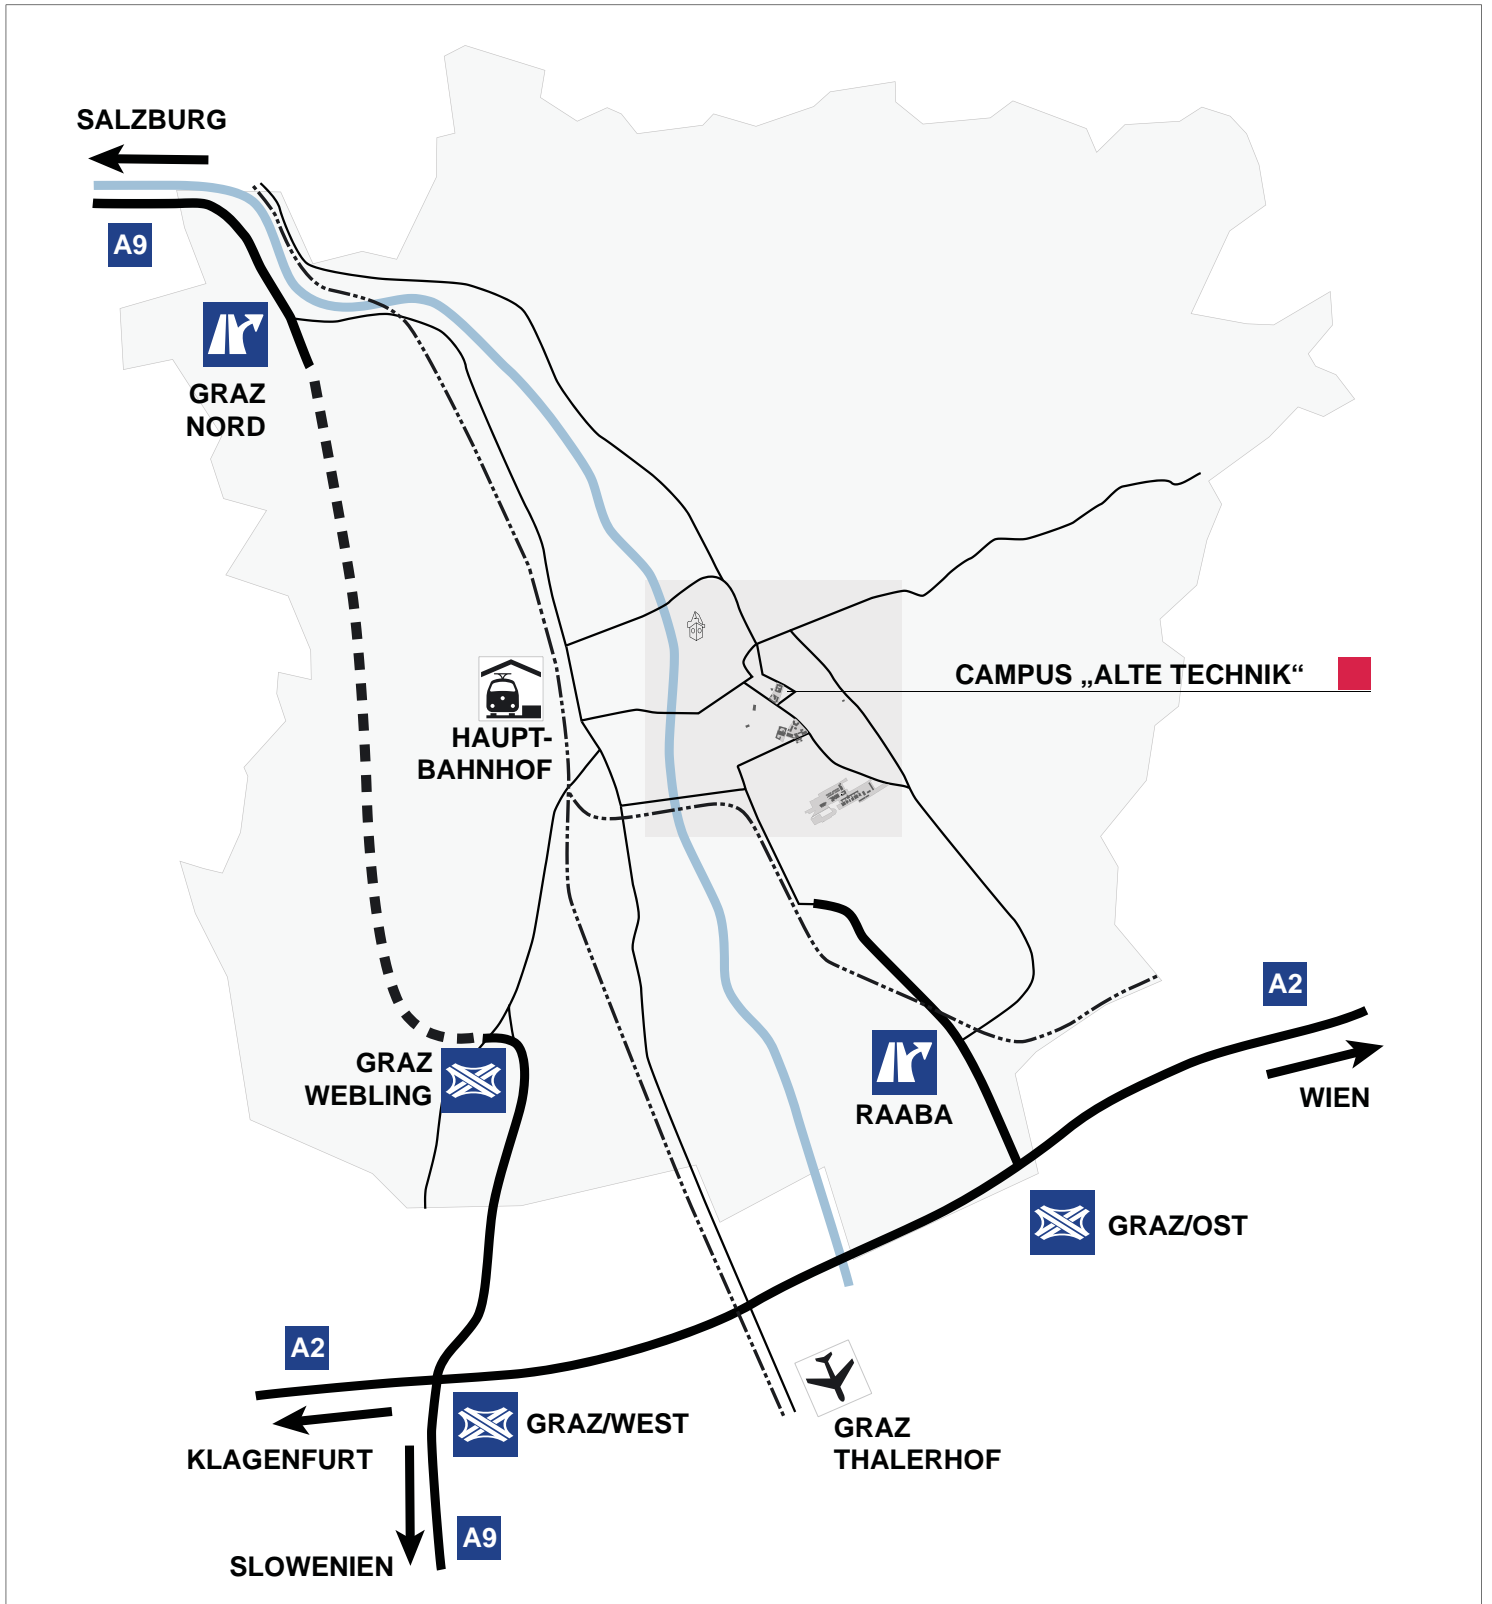 SALZBURG
A9
GRAZ
NORD
CAMPUS „ALTE TECHNIK“
HAUPT-
BAHNHOF
A2
GRAZ
WEBLING
RAABA
WIEN
GRAZ/OST
A2
GRAZ/WEST
GRAZ
THALERHOF
KLAGENFURT
A9
SLOWENIEN